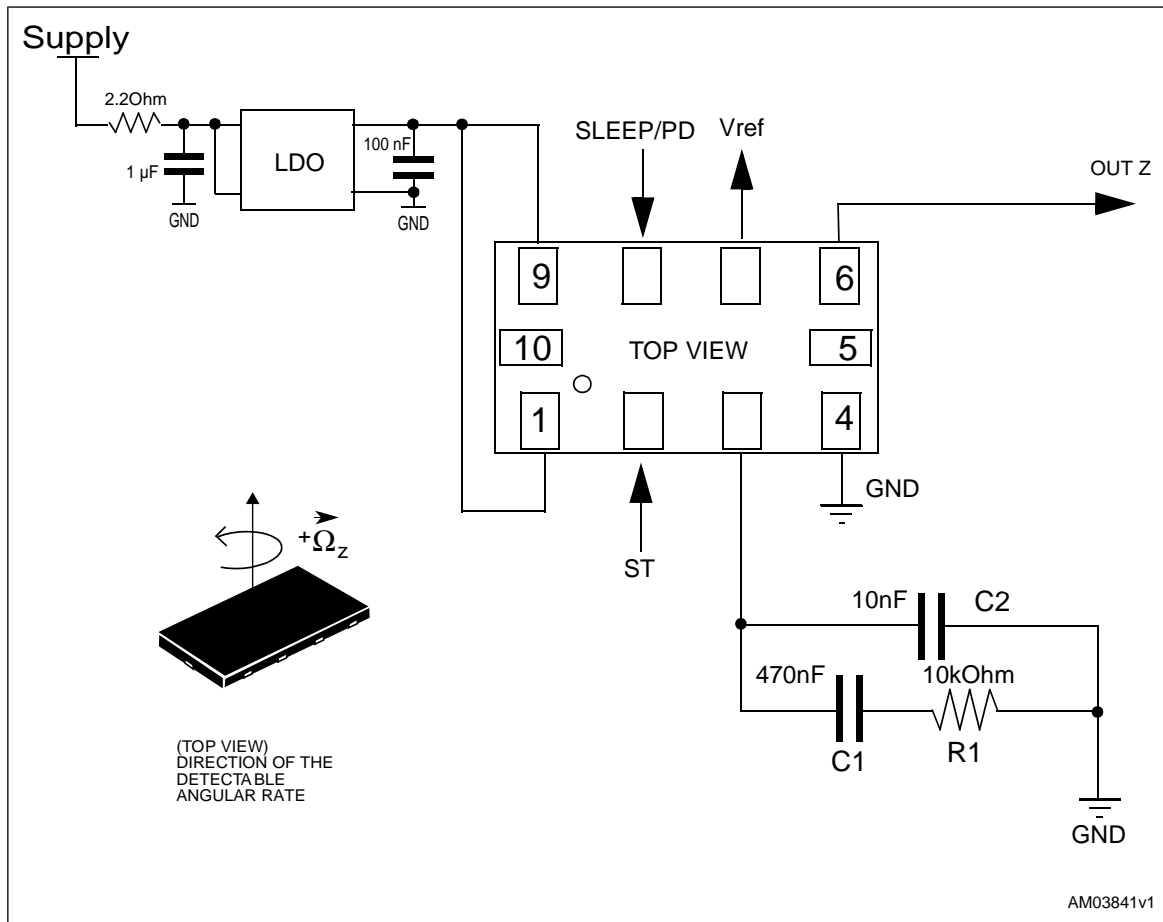 Supply
2.2Ohm
1 µF
GND
LDO
100 nF
GND
SLEEP/PD
Vref
OUT Z
9
6
10
TOP VIEW
5
1
4
GND
ST
+Ωz
10nF
C2
470nF
10kOhm
C1
R1
GND
(TOP VIEW)
DIRECTION OF THE
DETECTABLE
ANGULAR RATE
AM03841v1